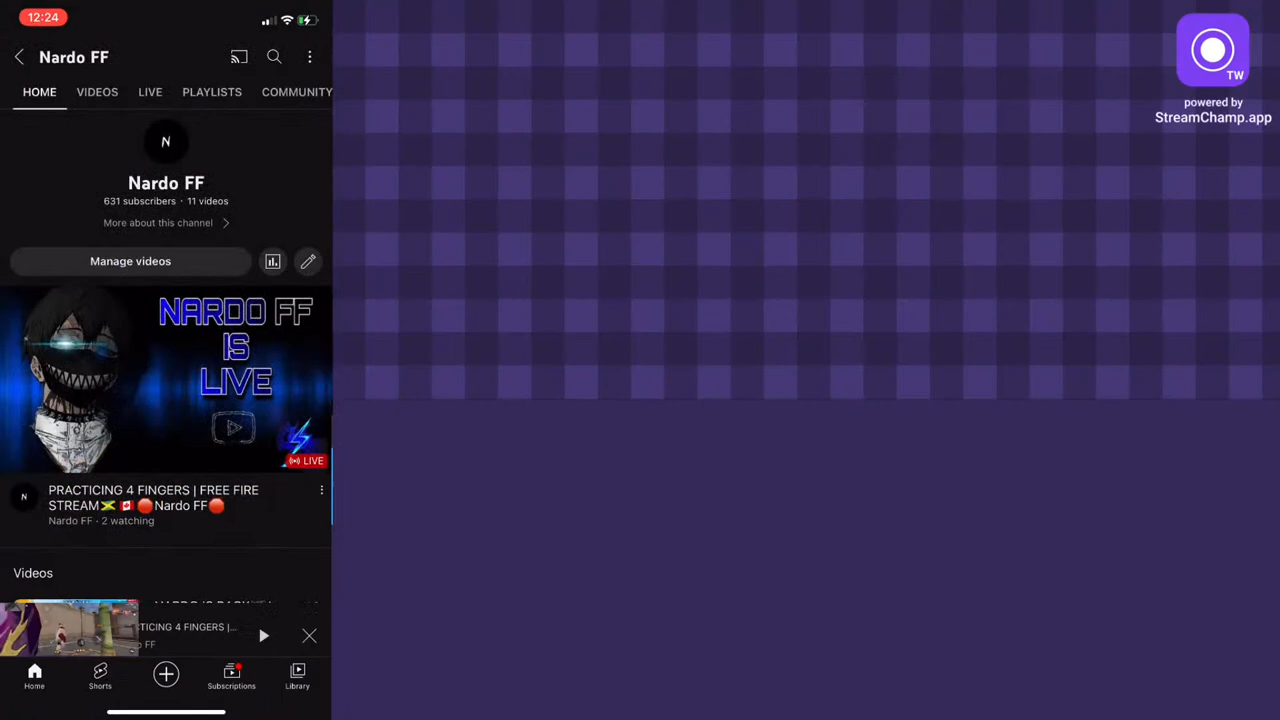 12:24
Nardo FF
HOME VIDEOS LIVE PLAYLISTS COMMUNITY
N
Nardo FF
631 subscribers · 11 videos
More about this channel
Manage videos
NARDO FF
IS
LIVE
LIVE
N
PRACTICING 4 FINGERS | FREE FIRE
STREAM🇯🇲🇨🇦🛑Nardo FF🛑
Nardo FF · 2 watching
Videos
TICING 4 FINGERS |...
FF
Home Shorts Subscriptions Library
TW
powered by
StreamChamp.app